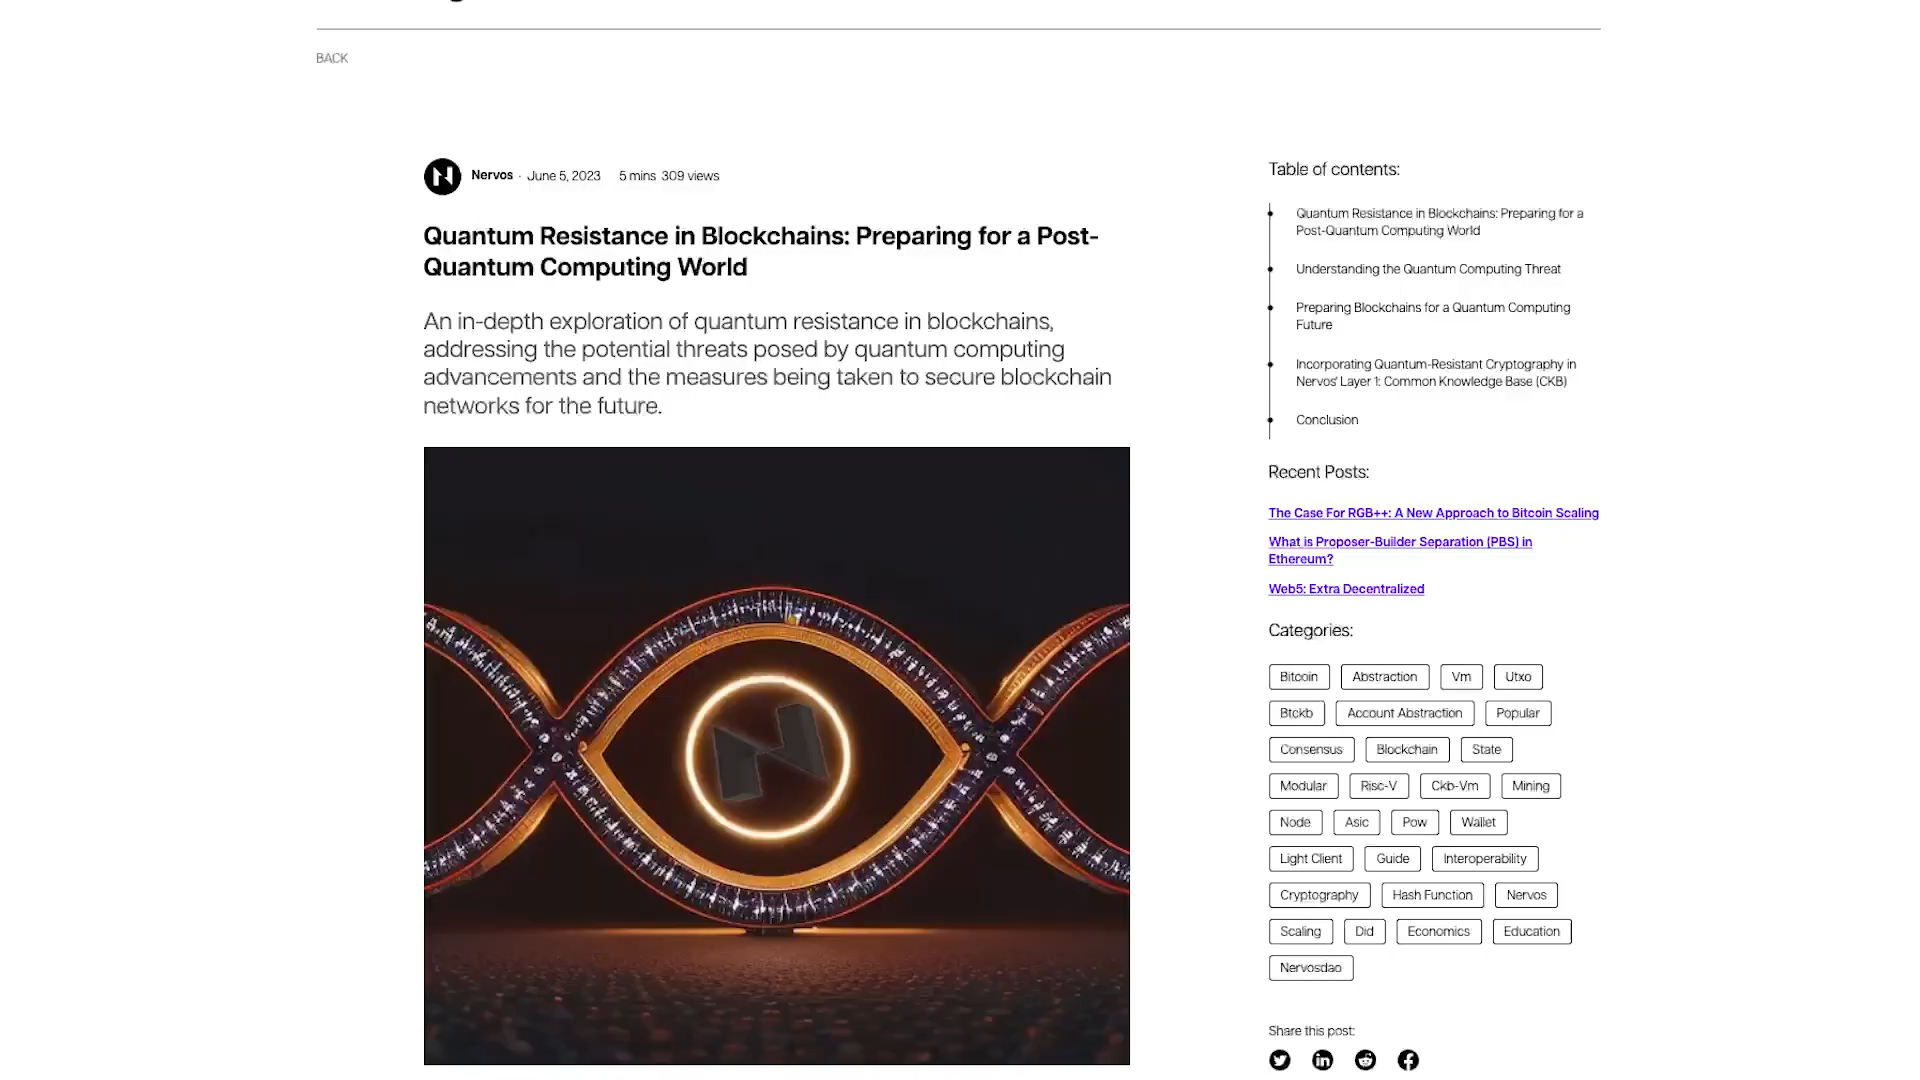 BACK
Nervos · June 5, 2023 5 mins 309 views
Quantum Resistance in Blockchains: Preparing for a Post-
Quantum Computing World
An in-depth exploration of quantum resistance in blockchains,
addressing the potential threats posed by quantum computing
advancements and the measures being taken to secure blockchain
networks for the future.
Table of contents:
Quantum Resistance in Blockchains: Preparing for a
Post-Quantum Computing World
Understanding the Quantum Computing Threat
Preparing Blockchains for a Quantum Computing
Future
Incorporating Quantum-Resistant Cryptography in
Nervos' Layer 1: Common Knowledge Base (CKB)
Conclusion
Recent Posts:
The Case For RGB++: A New Approach to Bitcoin Scaling
What is Proposer-Builder Separation (PBS) in
Ethereum?
Web5: Extra Decentralized
Categories:
Bitcoin Abstraction Vm Utxo
Btckb Account Abstraction Popular
Consensus Blockchain State
Modular Risc-V Ckb-Vm Mining
Node Asic Pow Wallet
Light Client Guide Interoperability
Cryptography Hash Function Nervos
Scaling Did Economics Education
Nervosdao
Share this post: